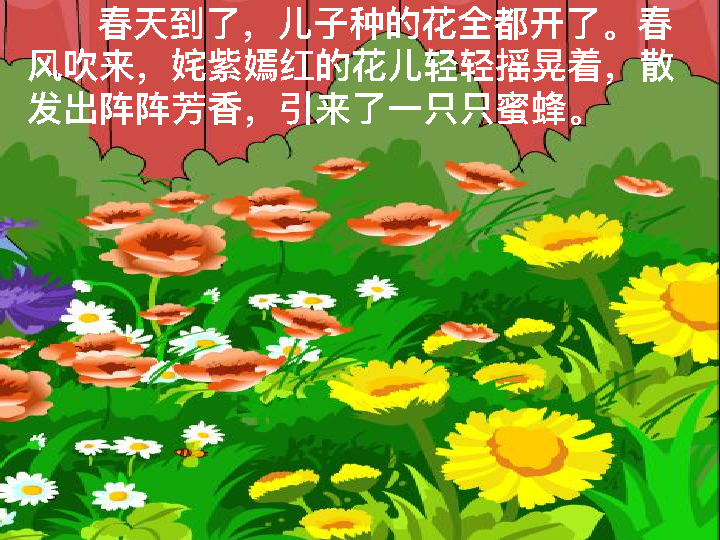 春天到了，儿子种的花全都开了。春
风吹来，姹紫嫣红的花儿轻轻摇晃着，散
发出阵阵芳香，引来了一只只蜜蜂。